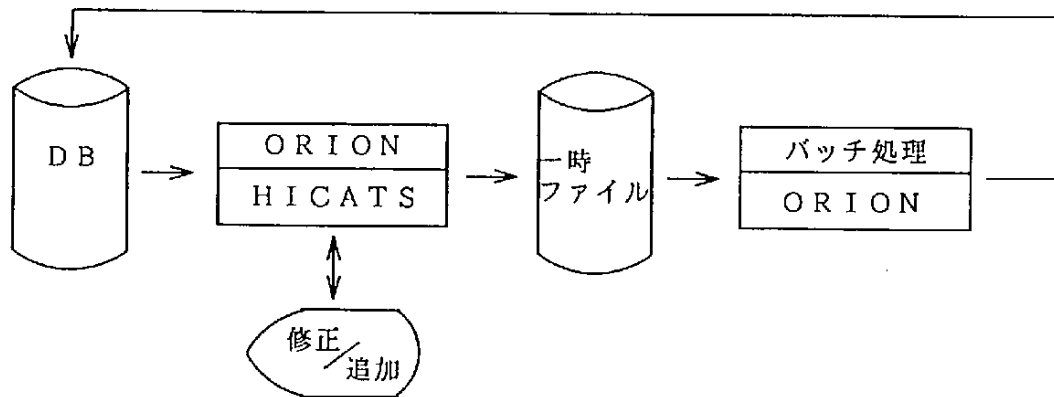 DB
ORION
HICATS
一時
ファイル
バッチ処理
ORION
修正/
追加